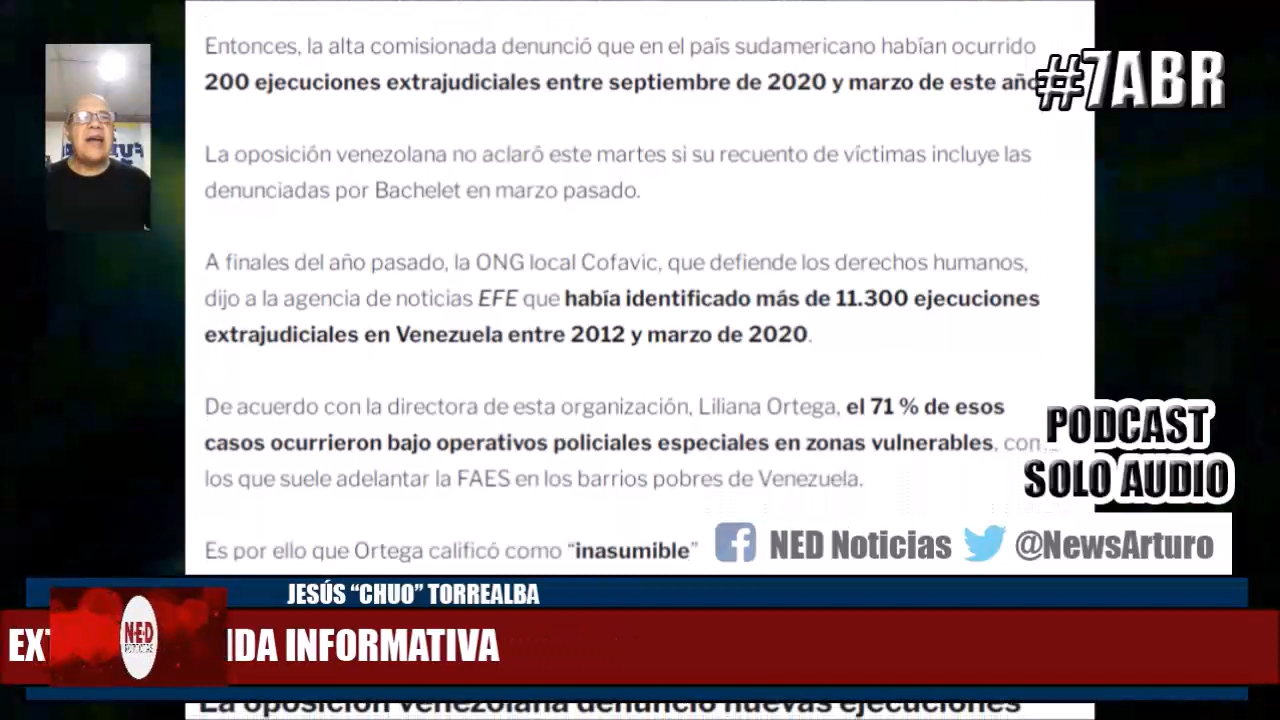 Entonces, la alta comisionada denunció que en el país sudamericano habían ocurrido
200 ejecuciones extrajudiciales entre septiembre de 2020 y marzo de este año
#7ABR
La oposición venezolana no aclaró este martes si su recuento de víctimas incluye las
denunciadas por Bachelet en marzo pasado.
A finales del año pasado, la ONG local Cofavic, que defiende los derechos humanos,
dijo a la agencia de noticias EFE que había identificado más de 11.300 ejecuciones
extrajudiciales en Venezuela entre 2012 y marzo de 2020.
De acuerdo con la directora de esta organización, Liliana Ortega, el 71 % de esos
casos ocurrieron bajo operativos policiales especiales en zonas vulnerables,
los que suele adelantar la FAES en los barrios pobres de Venezuela.
PODCAST
SOLO AUDIO
Es por ello que Ortega calificó como “inasumible”
NED Noticias @NewsArturo
JESÚS “CHUO” TORREALBA
NED
NOTICIAS
INFORMATIVA
La oposición venezolana denunció nuevas ejecuciones